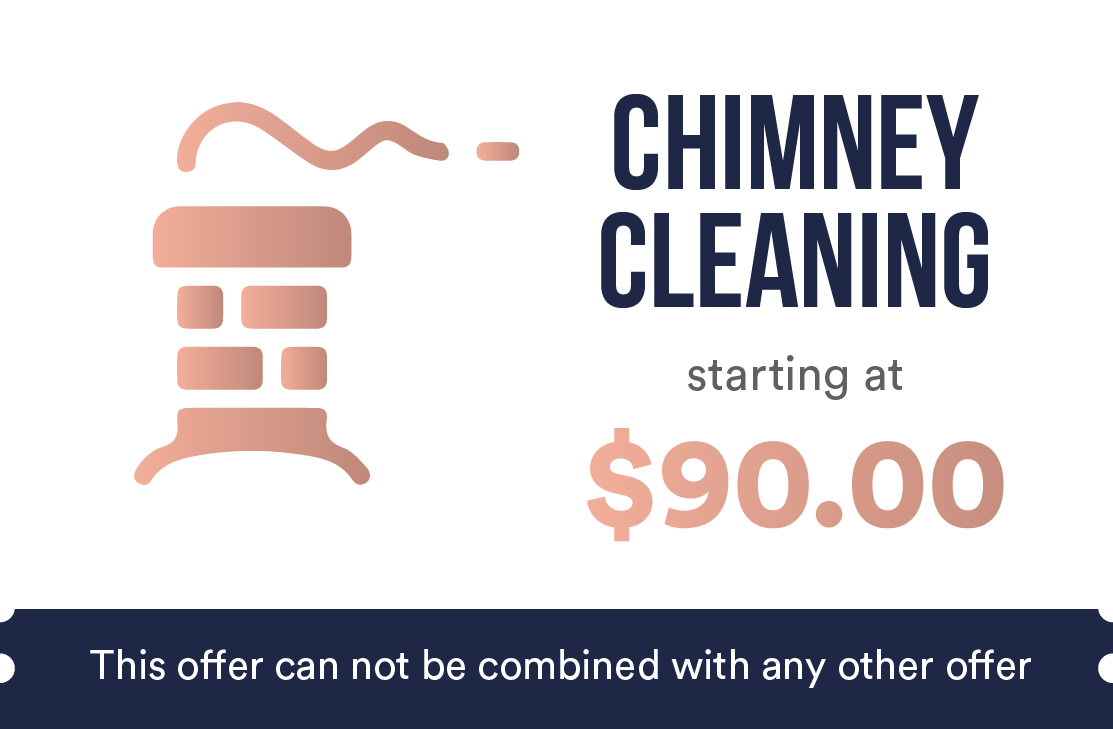 CHIMNEY
CLEANING
starting at
$90.00
This offer can not be combined with any other offer